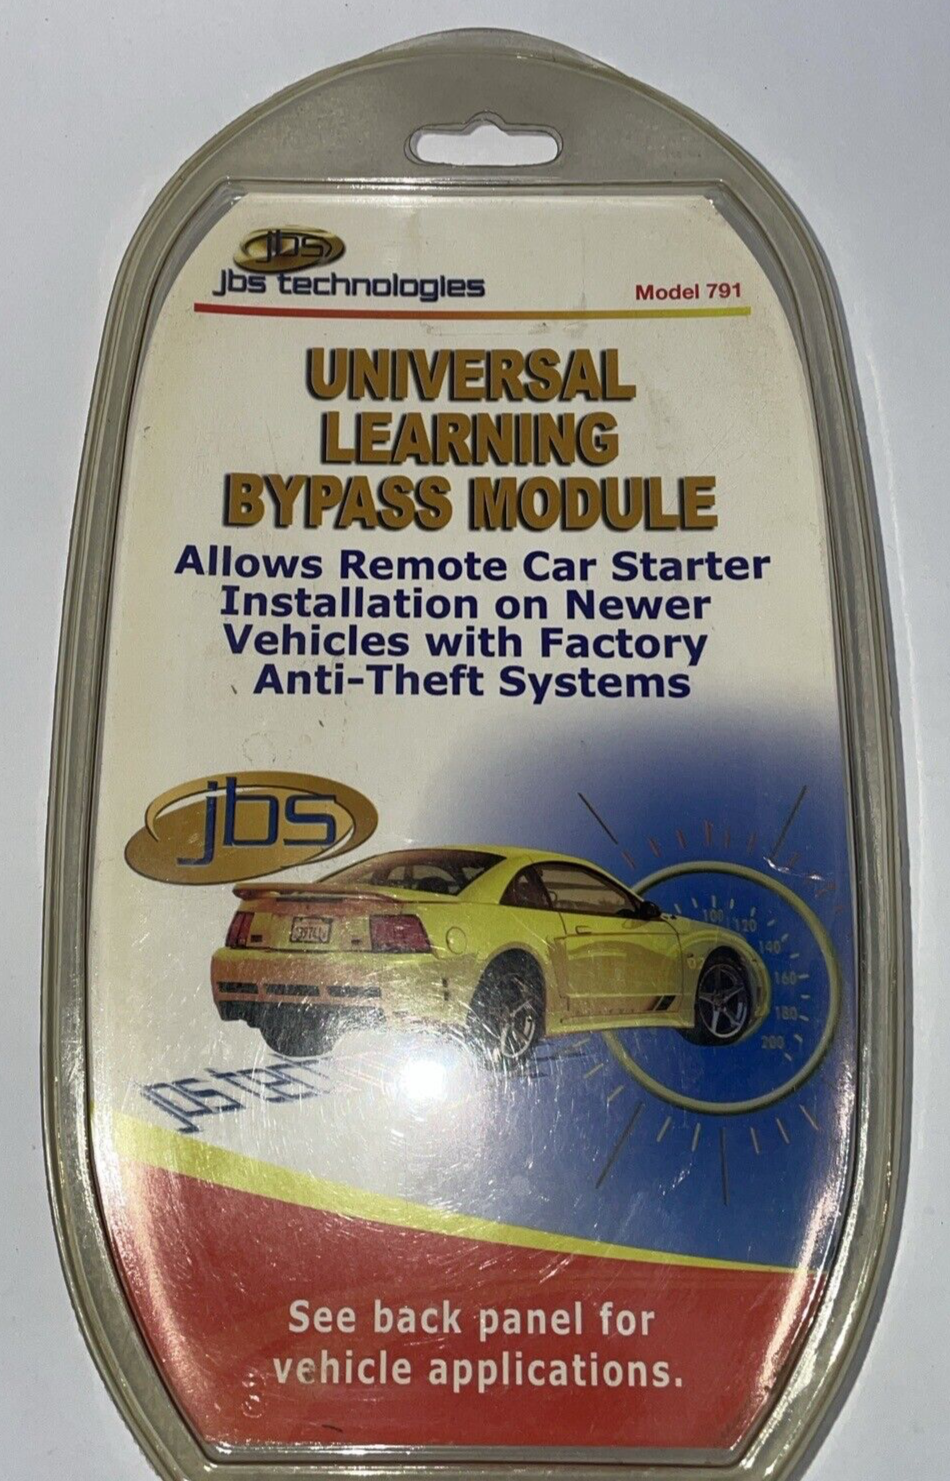 jbs
jbs technologies
Model 791
UNIVERSAL
LEARNING
BYPASS MODULE
Allows Remote Car Starter
Installation on Newer
Vehicles with Factory
Anti-Theft Systems
jbs
100 120
140
160
180
200
See back panel for
vehicle applications.